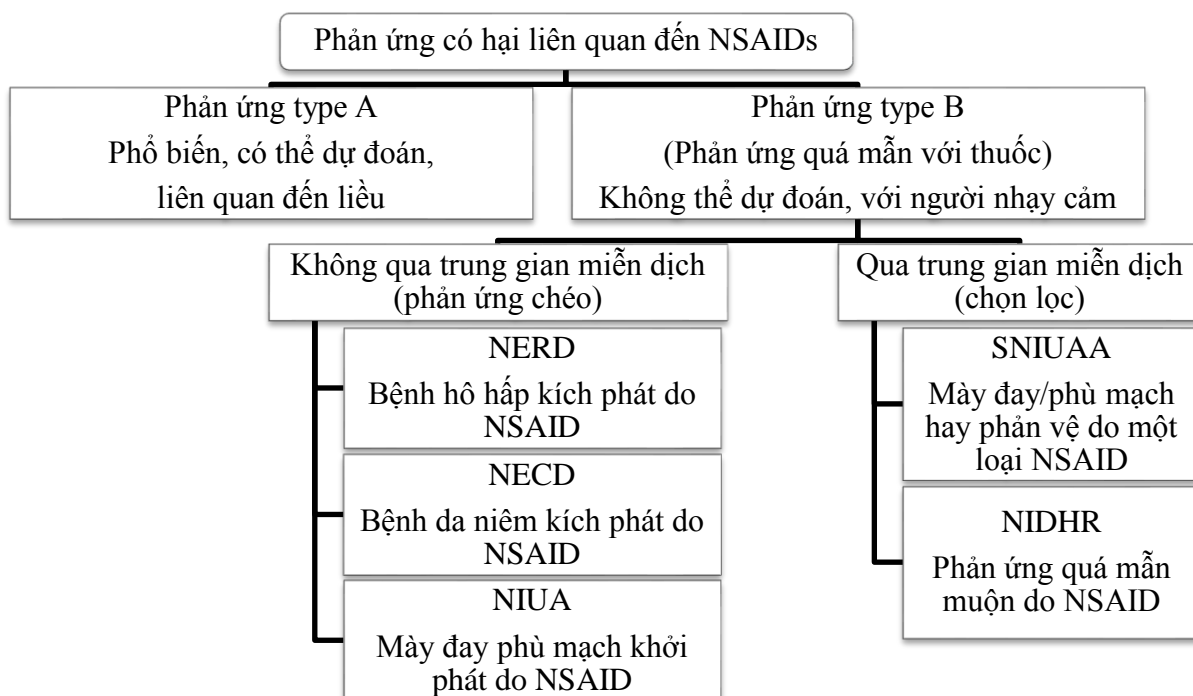 Phản ứng có hại liên quan đến NSAIDs
Phản ứng type A
Phổ biến, có thể dự đoán,
liên quan đến liều
Phản ứng type B
(Phản ứng quá mẫn với thuốc)
Không thể dự đoán, với người nhạy cảm
Không qua trung gian miễn dịch
(phản ứng chéo)
NERD
Bệnh hô hấp kích phát do
NSAID
NECD
Bệnh da niêm kích phát do
NSAID
NIUA
Mày đay phù mạch khởi
phát do NSAID
Qua trung gian miễn dịch
(chọn lọc)
SNIUAA
Mày đay/phù mạch
hay phản vệ do một
loại NSAID
NIDHR
Phản ứng quá mẫn
muộn do NSAID